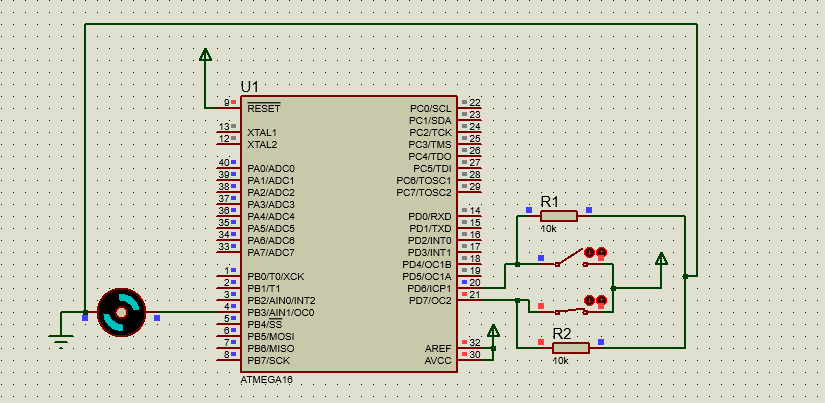 U1
9 RESET
13 XTAL1
12 XTAL2
40 PA0/ADC0
39 PA1/ADC1
38 PA2/ADC2
37 PA3/ADC3
36 PA4/ADC4
35 PA5/ADC5
34 PA6/ADC6
33 PA7/ADC7
1 PB0/T0/XCK
2 PB1/T1
3 PB2/AIN0/INT2
4 PB3/AIN1/OC0
5 PB4/SS
6 PB5/MOSI
7 PB6/MISO
8 PB7/SCK
PC0/SCL 22
PC1/SDA 23
PC2/TCK 24
PC3/TMS 25
PC4/TDO 26
PC5/TDI 27
PC6/TOSC1 28
PC7/TOSC2 29
PD0/RXD 14
PD1/TXD 15
PD2/INT0 16
PD3/INT1 17
PD4/OC1B 18
PD5/OC1A 19
PD6/ICP1 20
PD7/OC2 21
AREF 32
AVCC 30
ATMEGA16
R1
10k
R2
10k